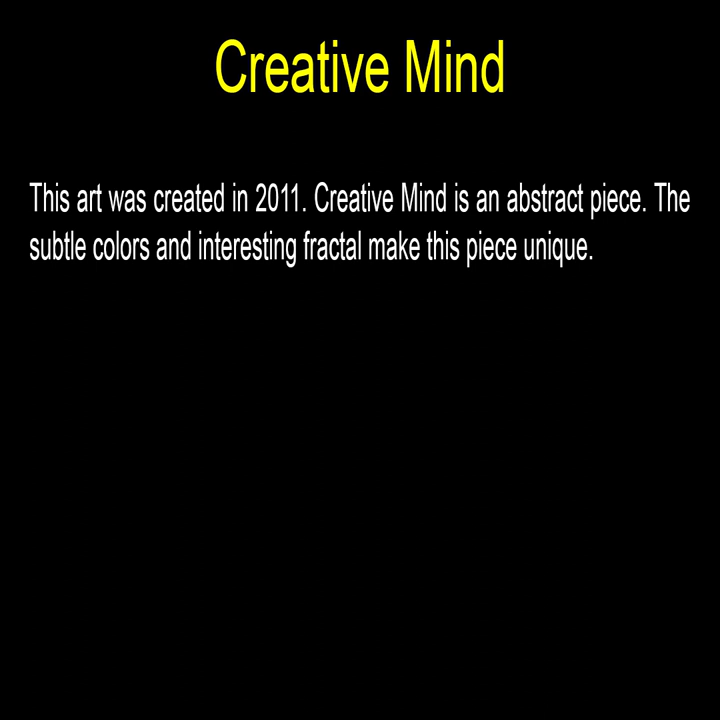 Creative Mind
This art was created in 2011. Creative Mind is an abstract piece. The
subtle colors and interesting fractal make this piece unique.